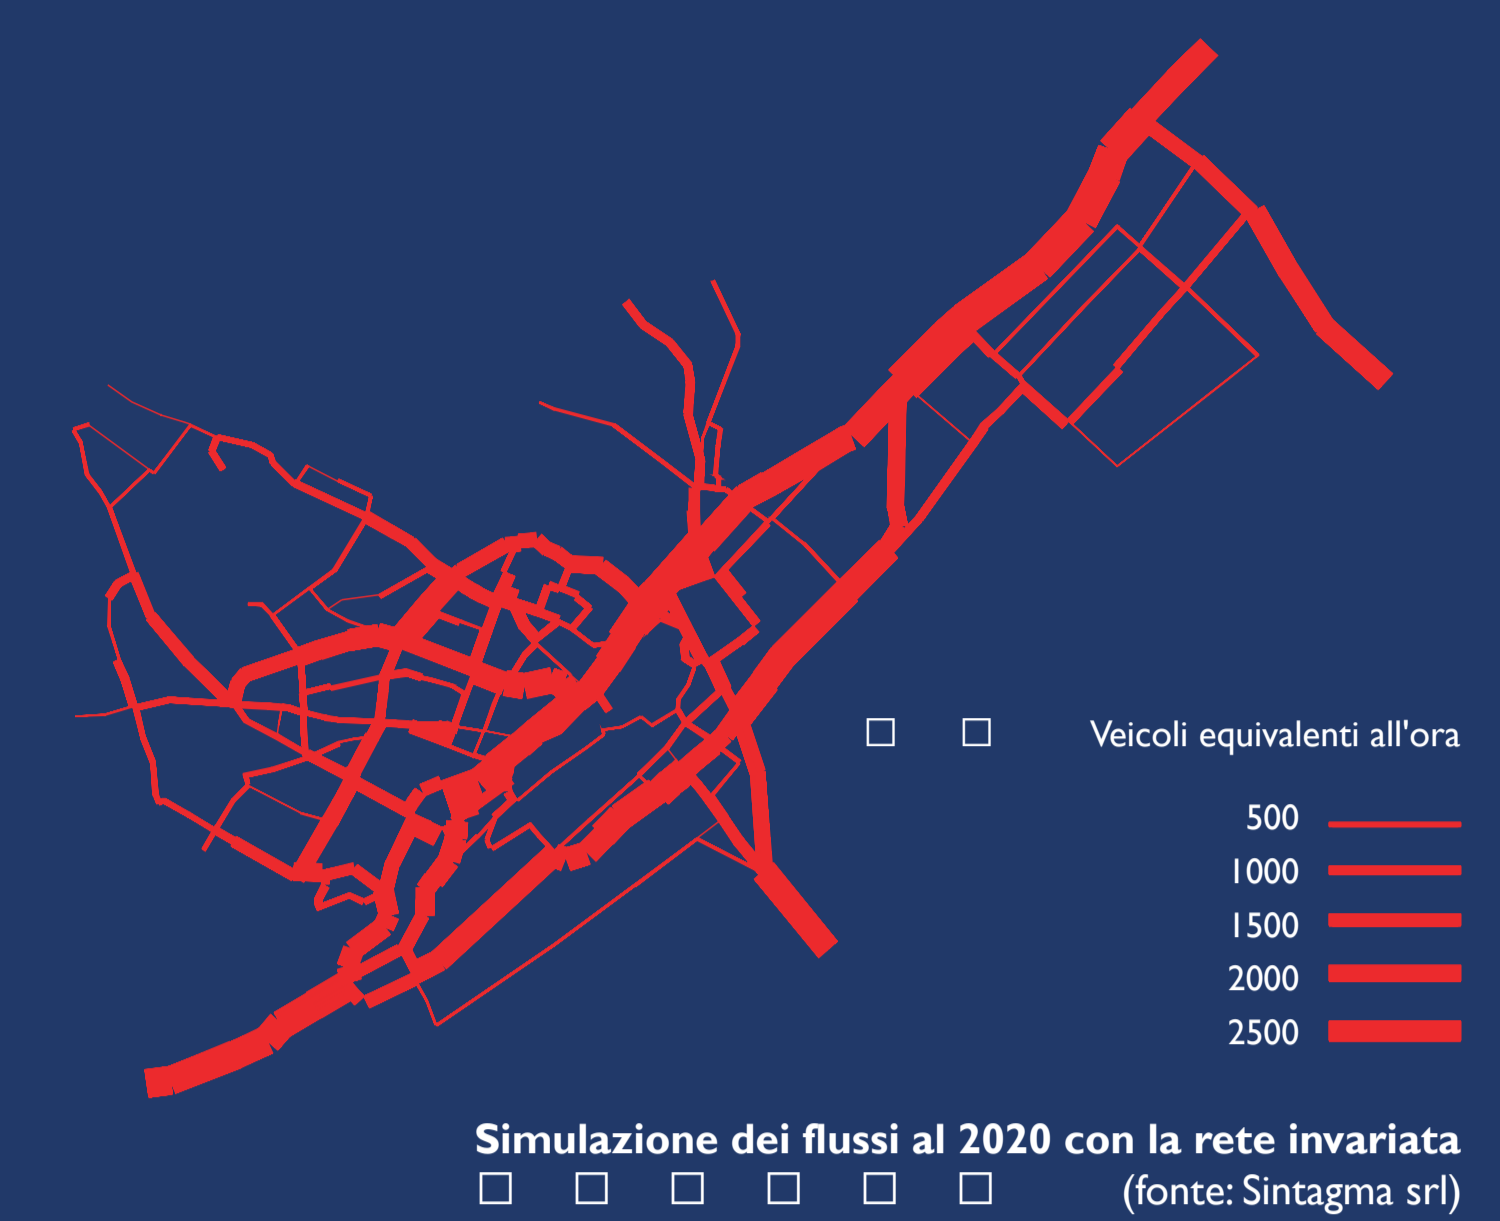 Veicoli equivalenti all'ora
500
1000
1500
2000
2500
Simulazione dei flussi al 2020 con la rete invariata
(fonte: Sintagma srl)